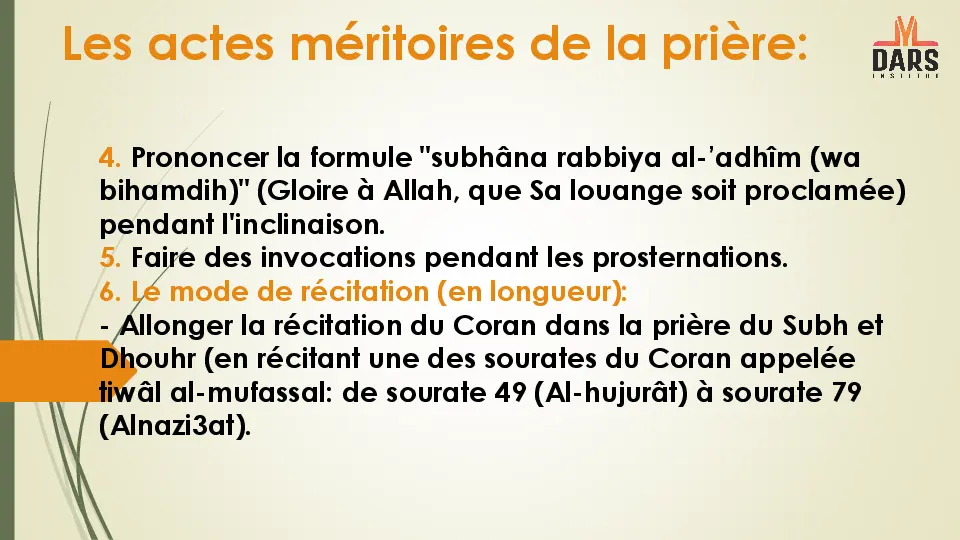 Les actes méritoires de la prière:
DARS
INSTITUT
4. Prononcer la formule "subhâna rabbiya al-’adhîm (wa
bihamdih)" (Gloire à Allah, que Sa louange soit proclamée)
pendant l'inclinaison.
5. Faire des invocations pendant les prosternations.
6. Le mode de récitation (en longueur):
- Allonger la récitation du Coran dans la prière du Subh et
Dhouhr (en récitant une des sourates du Coran appelée
tiwâl al-mufassal: de sourate 49 (Al-hujurât) à sourate 79
(Alnazi3at).